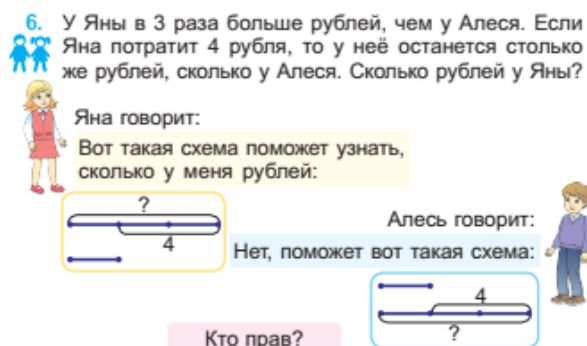 6. У Яны в 3 раза больше рублей, чем у Алеся. Если
Яна потратит 4 рубля, то у неё останется столько
же рублей, сколько у Алеся. Сколько рублей у Яны?
Яна говорит:
Вот такая схема поможет узнать,
сколько у меня рублей:
?
4
Алесь говорит:
Нет, поможет вот такая схема:
4
?
Кто прав?